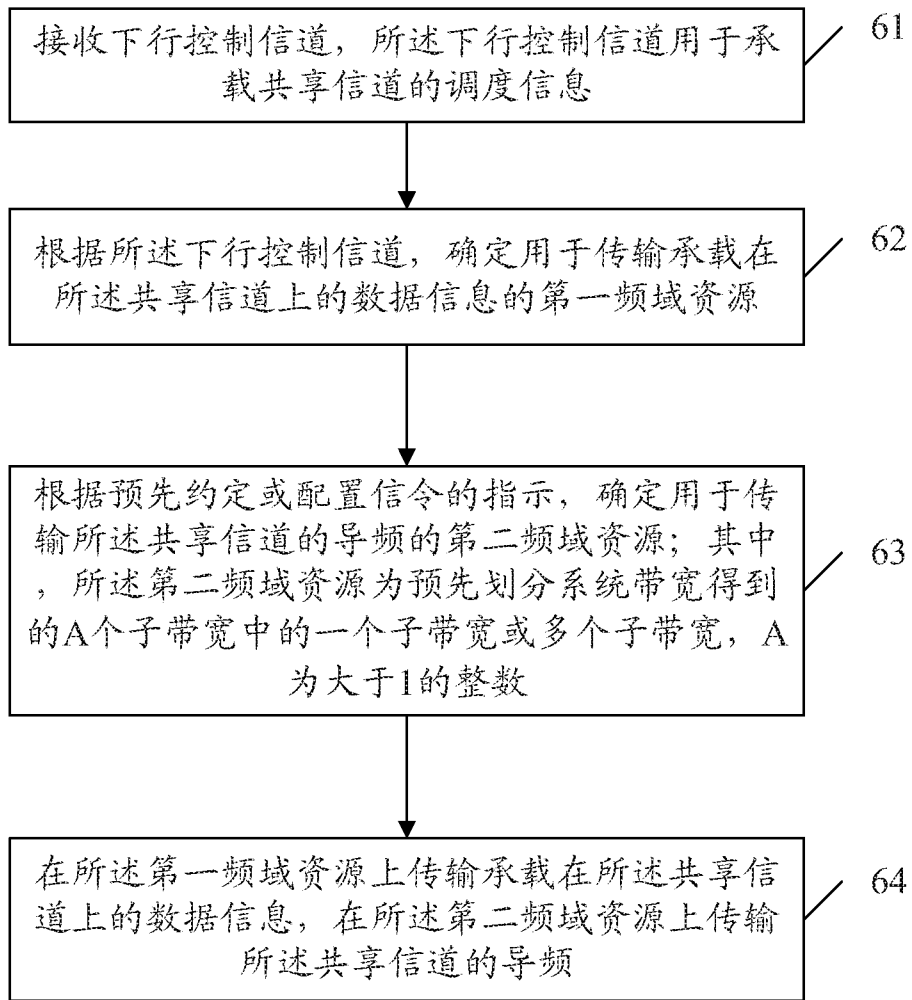 接收下行控制信道，所述下行控制信道用于承
载共享信道的调度信息
61
根据所述下行控制信道，确定用于传输承载在
所述共享信道上的数据信息的第一频域资源
62
根据预先约定或配置信令的指示，确定用于传
输所述共享信道的导频的第二频域资源；其中
，所述第二频域资源为预先划分系统带宽得到
的A个子带宽中的一个子带宽或多个子带宽，A
为大于1的整数
63
在所述第一频域资源上传输承载在所述共享信
道上的数据信息，在所述第二频域资源上传输
所述共享信道的导频
64